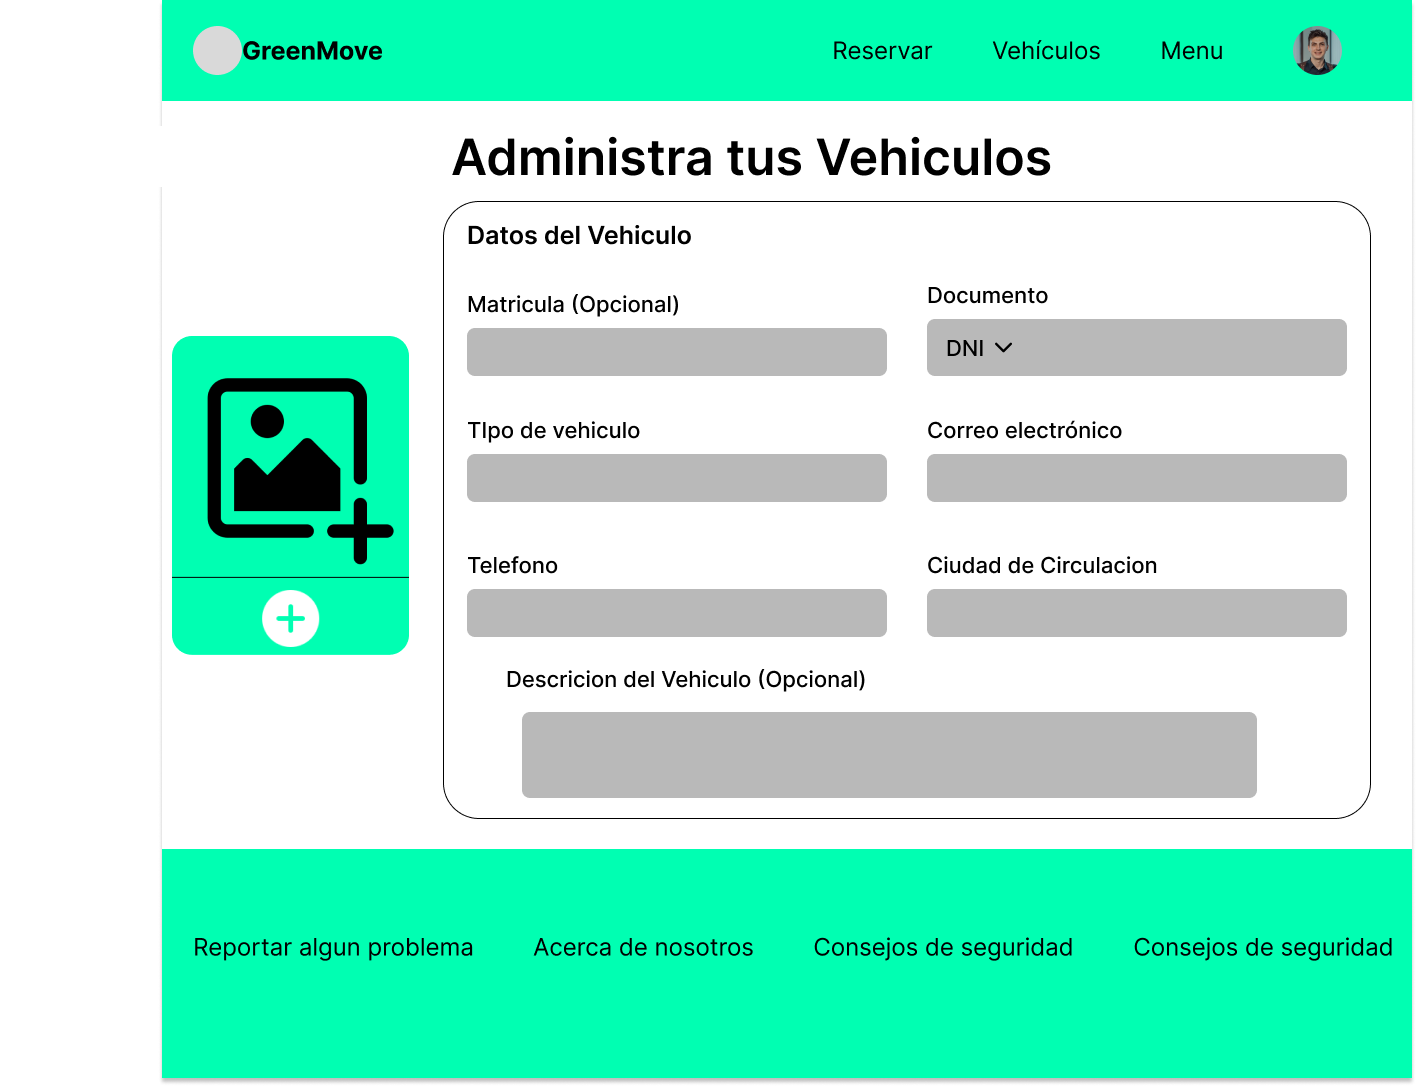 GreenMove
Reservar
Vehículos
Menu
Administra tus Vehiculos
Datos del Vehiculo
Matricula (Opcional)
Documento
DNI
TIpo de vehiculo
Correo electrónico
Telefono
Ciudad de Circulacion
Descricion del Vehiculo (Opcional)
Reportar algun problema
Acerca de nosotros
Consejos de seguridad
Consejos de seguridad